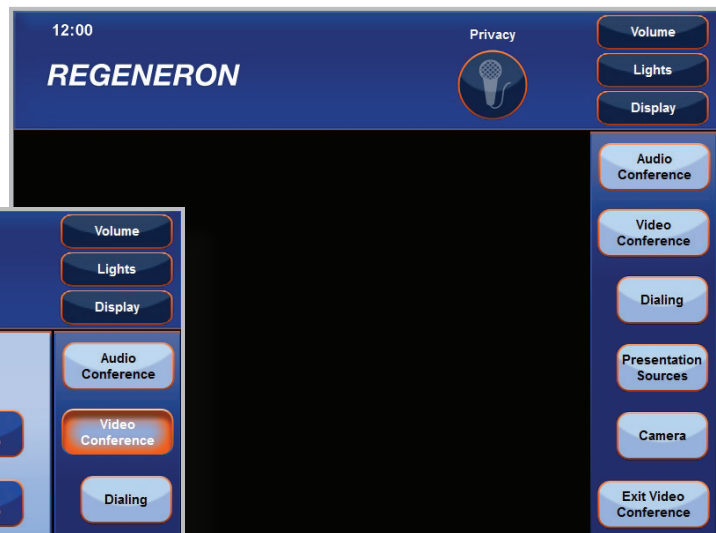 12:00
Privacy
REGENERON
Volume
Lights
Display
Audio
Conference
Video
Conference
Dialing
Presentation
Sources
Camera
Exit Video
Conference
Volume
Lights
Display
Audio
Conference
Video
Conference
Dialing